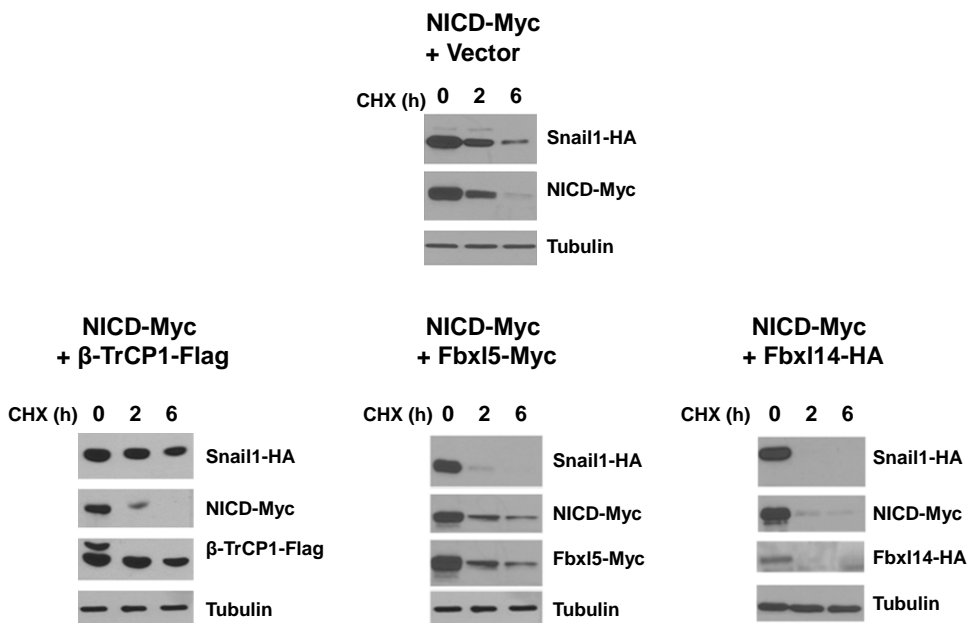 NICD-Myc
+ Vector
CHX (h) 0 2 6
Snail1-HA
NICD-Myc
Tubulin
NICD-Myc
+ β-TrCP1-Flag
CHX (h) 0 2 6
Snail1-HA
NICD-Myc
β-TrCP1-Flag
Tubulin
NICD-Myc
+ Fbxl5-Myc
CHX (h) 0 2 6
Snail1-HA
NICD-Myc
Fbxl5-Myc
Tubulin
NICD-Myc
+ Fbxl14-HA
CHX (h) 0 2 6
Snail1-HA
NICD-Myc
Fbxl14-HA
Tubulin